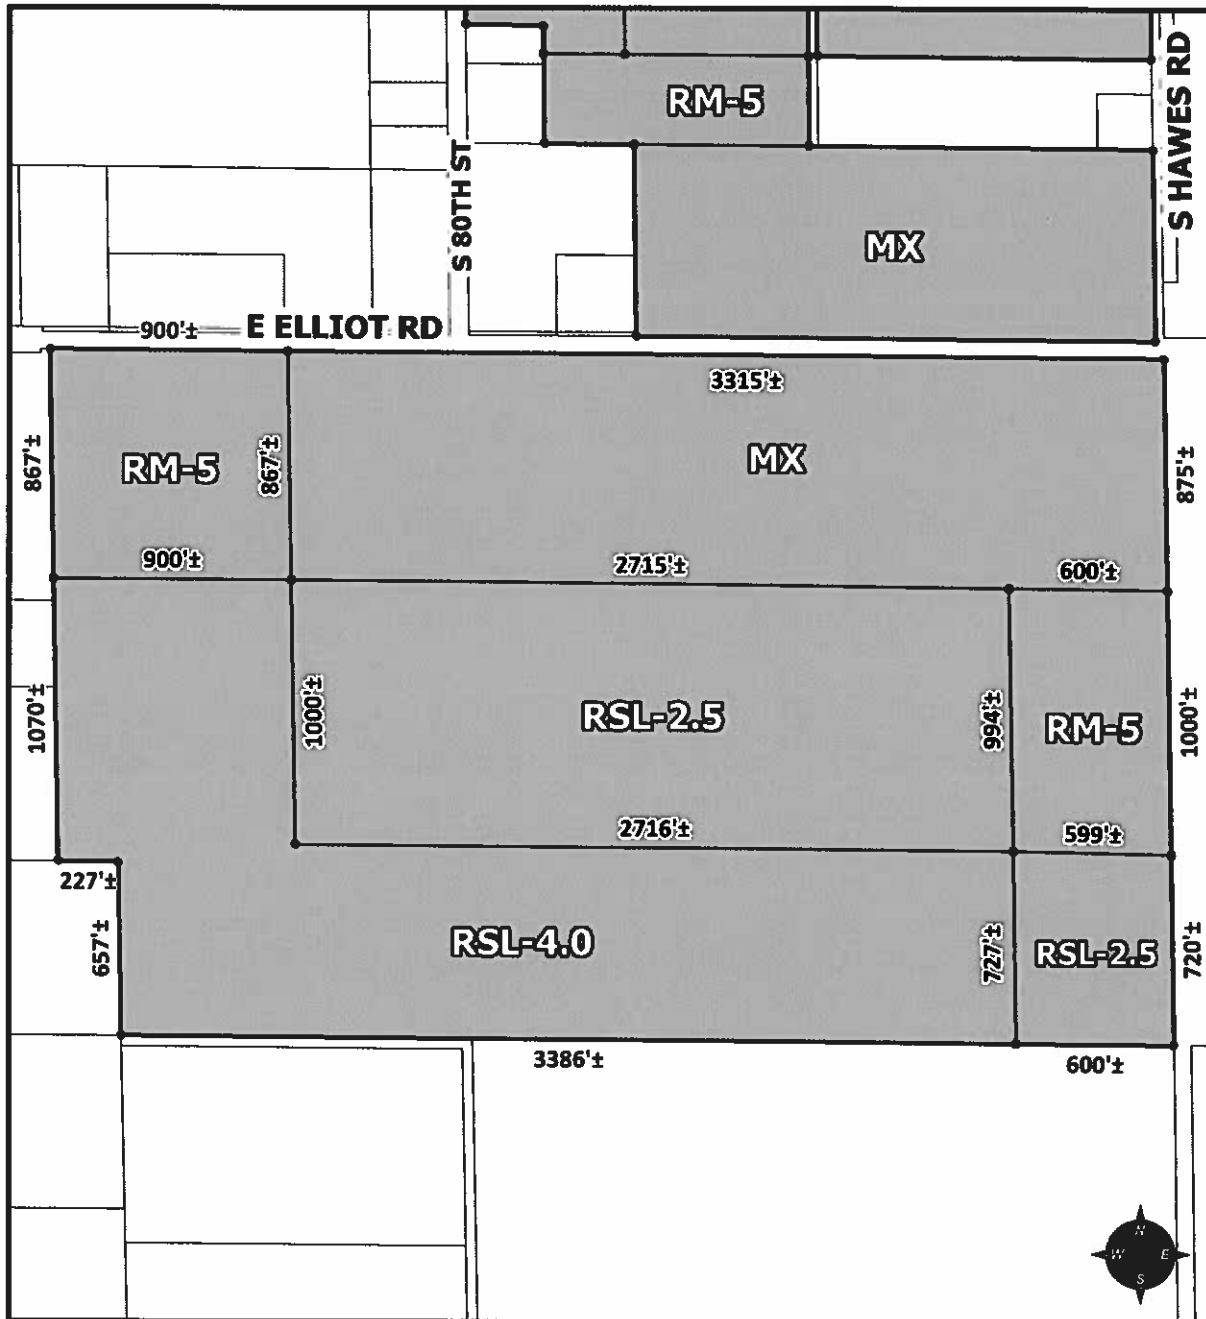 RM-5
S HAWES RD
S 80TH ST
MX
900'±
E ELLIOT RD
3315'±
867'±
RM-5
867'±
MX
875'±
900'±
2715'±
600'±
1070'±
1000'±
RSL-2.5
994'±
RM-5
1000'±
2716'±
599'±
227'±
657'±
RSL-4.0
727'±
RSL-2.5
720'±
3386'±
600'±
N
W E
S